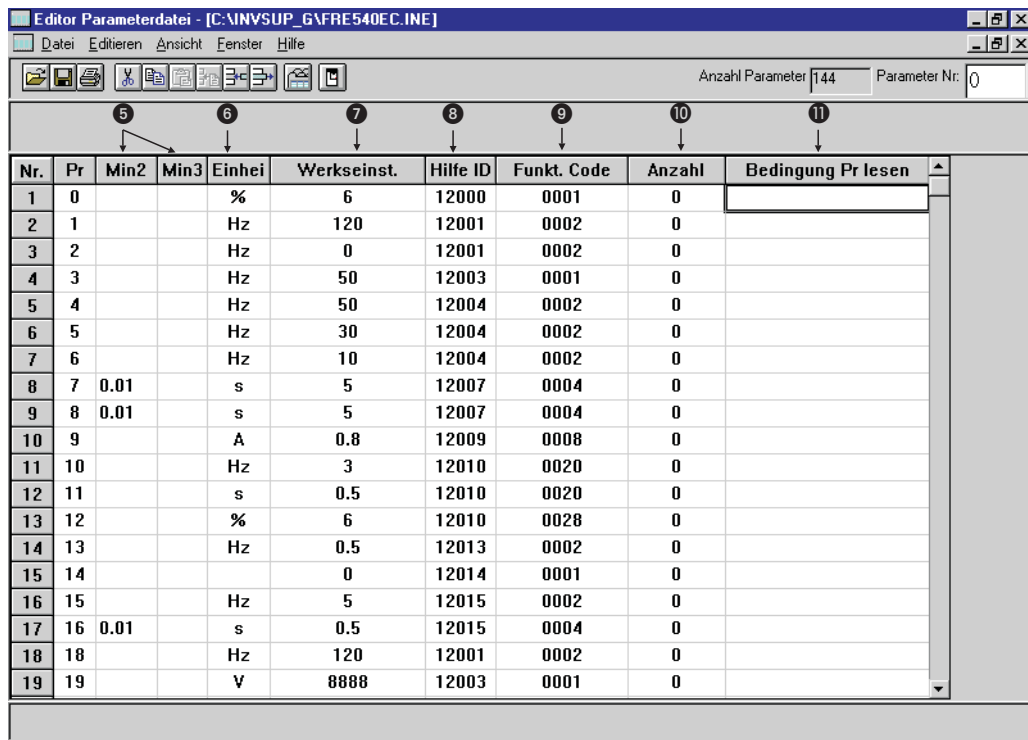 Editor Parameterdatei - [C:\INVSUP_G\FRE540EC.INE]
Datei Editieren Ansicht Fenster Hilfe
Anzahl Parameter 144 Parameter Nr: 0
5 6 7 8 9 10 11
Nr. Pr Min2 Min3 Einhei Werkseinst. Hilfe ID Funkt. Code Anzahl Bedingung Pr lesen
1 0 % 6 12000 0001 0
2 1 Hz 120 12001 0002 0
3 2 Hz 0 12001 0002 0
4 3 Hz 50 12003 0001 0
5 4 Hz 50 12004 0002 0
6 5 Hz 30 12004 0002 0
7 6 Hz 10 12004 0002 0
8 7 0.01 s 5 12007 0004 0
9 8 0.01 s 5 12007 0004 0
10 9 A 0.8 12009 0008 0
11 10 Hz 3 12010 0020 0
12 11 s 0.5 12010 0020 0
13 12 % 6 12010 0028 0
14 13 Hz 0.5 12013 0002 0
15 14 0 12014 0001 0
16 15 Hz 5 12015 0002 0
17 16 0.01 s 0.5 12015 0004 0
18 18 Hz 120 12001 0002 0
19 19 V 8888 12003 0001 0